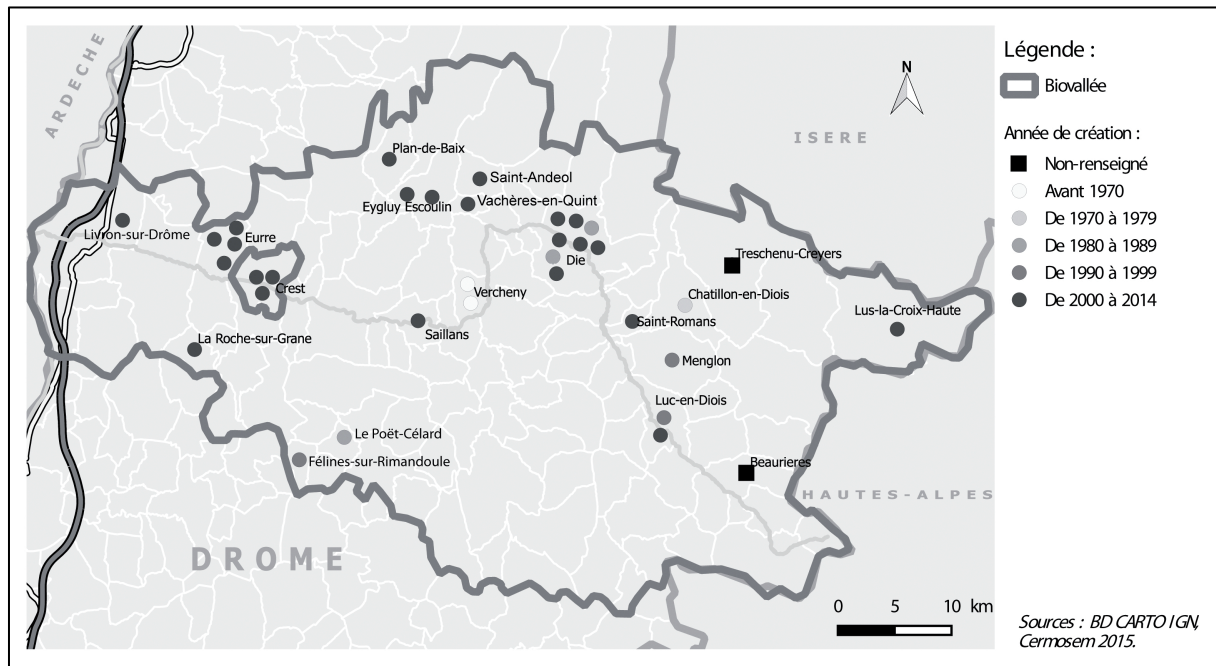 ARDECHE
ISERE
HAUTES-ALPES
DROME
N
Plan-de-Baix
Saint-Andeol
Eygluy Escoulin
Vachères-en-Quint
Livron-sur-Drôme
Eurre
Crest
Die
Treschenu-Creyers
Vercheny
Chatillon-en-Diois
Lus-la-Croix-Haute
Saillans
Saint-Romans
La Roche-sur-Grane
Menglon
Luc-en-Diois
Le Poët-Célard
Félines-sur-Rimandoule
Beaurieres
0 5 10 km
Légende :
Biovallée
Année de création :
Non-renseigné
Avant 1970
De 1970 à 1979
De 1980 à 1989
De 1990 à 1999
De 2000 à 2014
Sources : BD CARTO IGN,
Cermosem 2015.